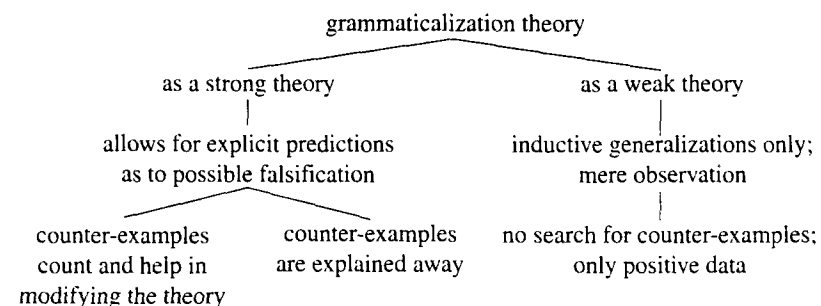 grammaticalization theory
as a strong theory
as a weak theory
allows for explicit predictions
as to possible falsification
inductive generalizations only;
mere observation
counter-examples
count and help in
modifying the theory
counter-examples
are explained away
no search for counter-examples;
only positive data